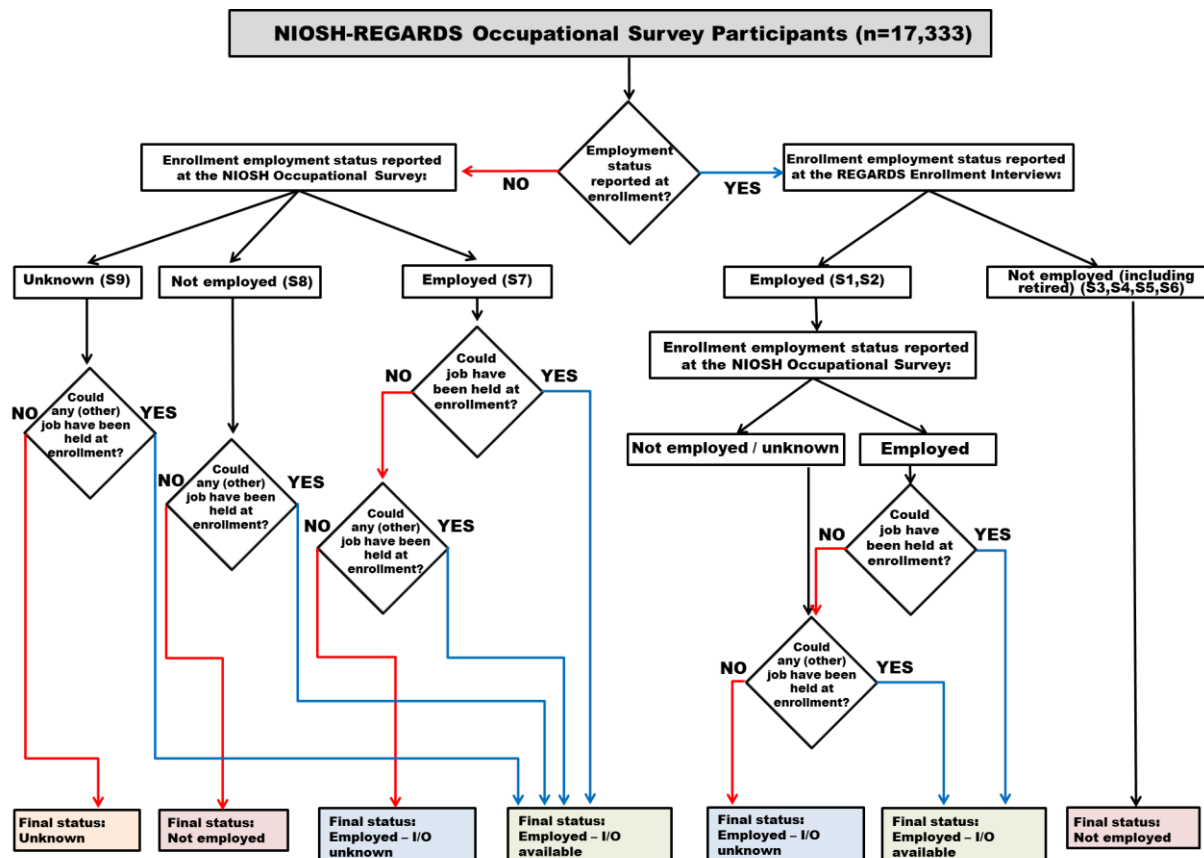 NIOSH-REGARDS Occupational Survey Participants (n=17,333)
Employment
status
reported at
enrollment?
NO
YES
Enrollment employment status reported
at the NIOSH Occupational Survey:
Enrollment employment status reported
at the REGARDS Enrollment Interview:
Unknown (S9)
Not employed (S8)
Employed (S7)
Employed (S1,S2)
Not employed (including
retired) (S3,S4,S5,S6)
Could
job have
been held at
enrollment?
NO
YES
Enrollment employment status reported
at the NIOSH Occupational Survey:
Could
any (other)
job have been
held at
enrollment?
NO
YES
Not employed / unknown
Employed
Could
any (other)
job have been
held at
enrollment?
NO
YES
Could
any (other)
job have been
held at
enrollment?
NO
YES
Could
job have
been held at
enrollment?
NO
YES
Could
any (other)
job have been
held at
enrollment?
NO
YES
Final status:
Unknown
Final status:
Not employed
Final status:
Employed – I/O
unknown
Final status:
Employed – I/O
available
Final status:
Employed – I/O
unknown
Final status:
Employed – I/O
available
Final status:
Not employed